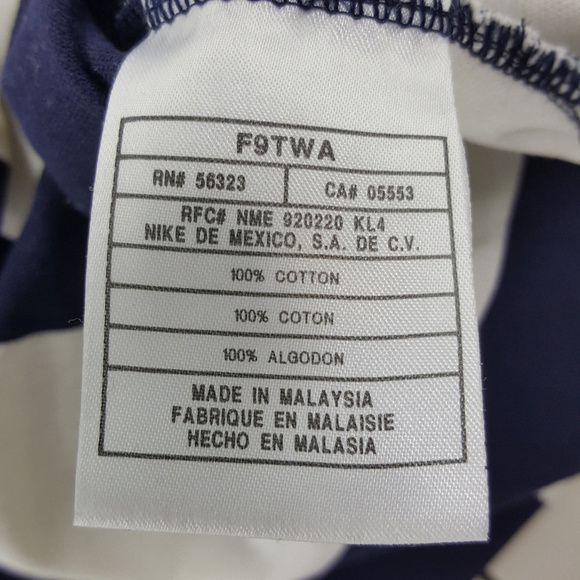 F9TWA
RN# 56323 CA# 05553
RFC# NME 920220 KL4
NIKE DE MEXICO, S.A. DE C.V.
100% COTTON
100% COTON
100% ALGODON
MADE IN MALAYSIA
FABRIQUE EN MALAISIE
HECHO EN MALASIA